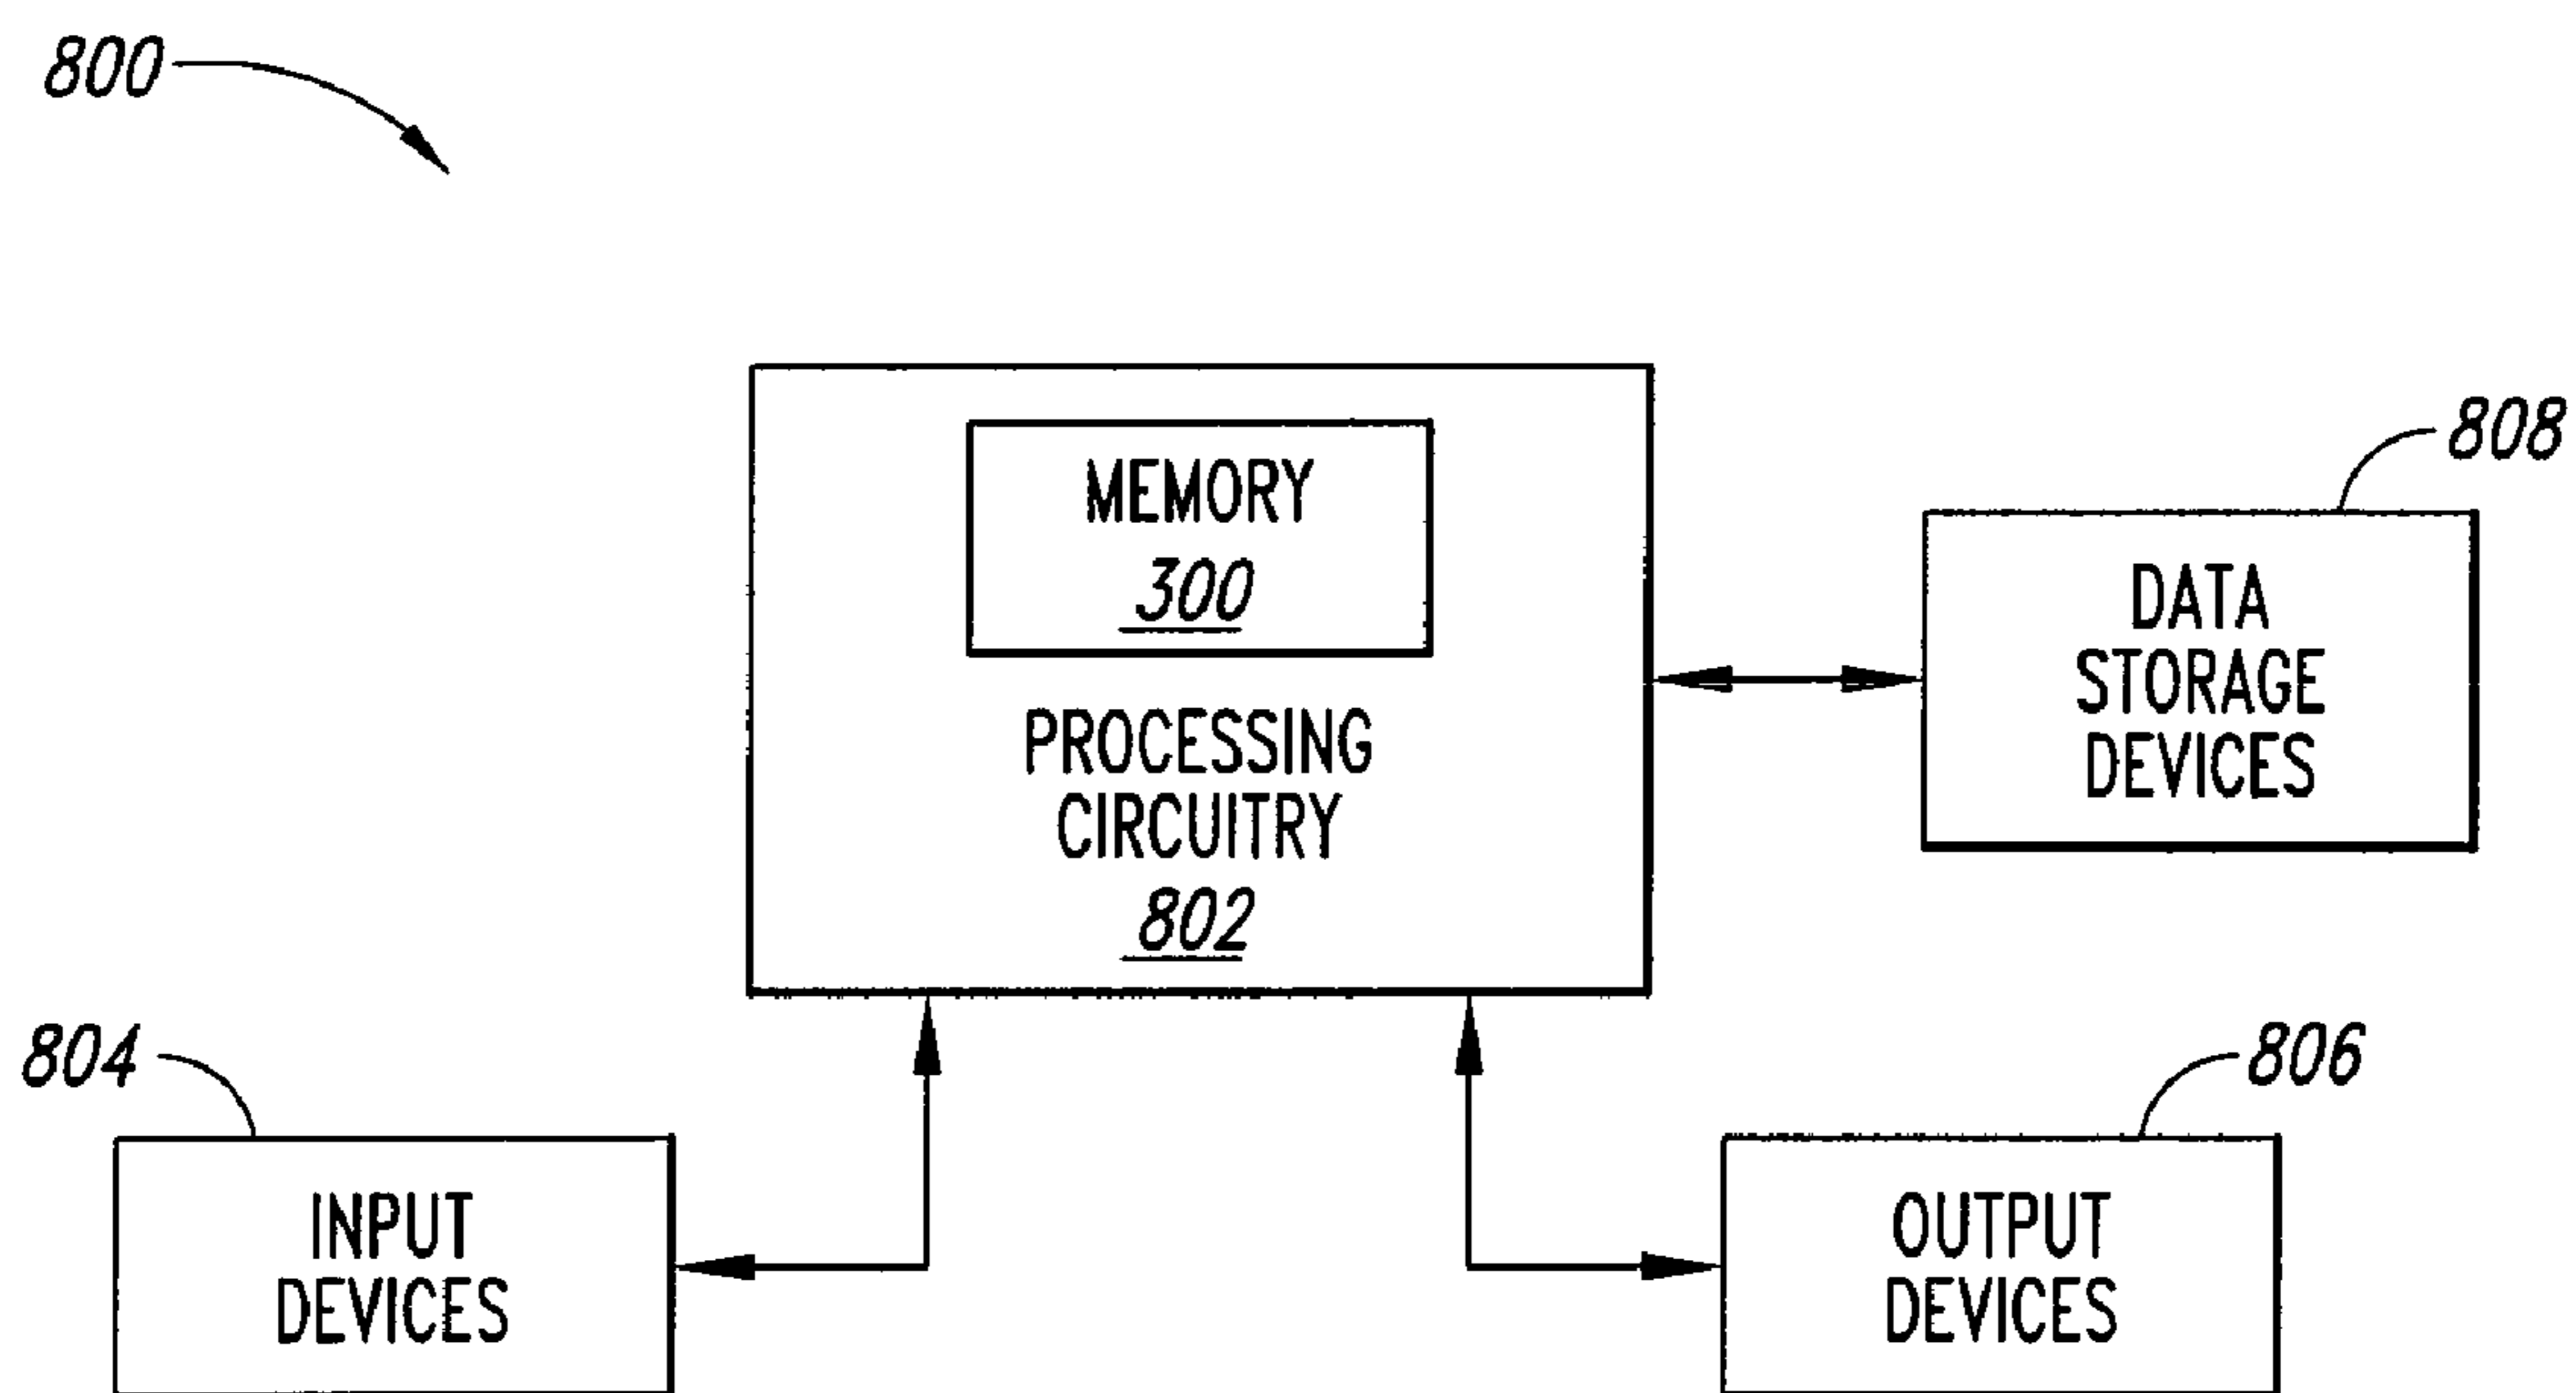 800
MEMORY
300
PROCESSING
CIRCUITRY
802
808
DATA
STORAGE
DEVICES
804
INPUT
DEVICES
806
OUTPUT
DEVICES